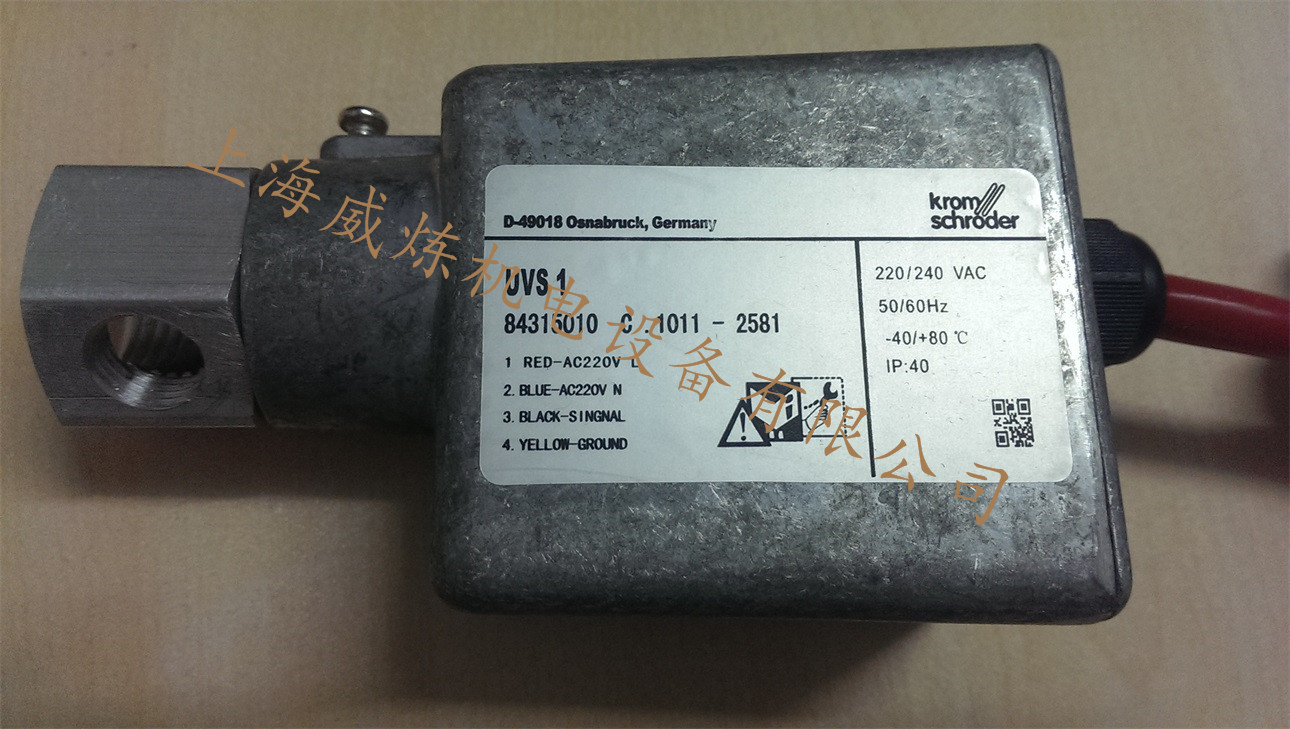 D-49018 Osnabruck, Germany
krom
schroder
UVS 1
84315010 C .1011 - 2581
1 RED-AC220V L
2. BLUE-AC220V N
3. BLACK-SINGNAL
4. YELLOW-GROUND
220/240 VAC
50/60Hz
-40/+80 ℃
IP:40
上海威炼机电设备有限公司